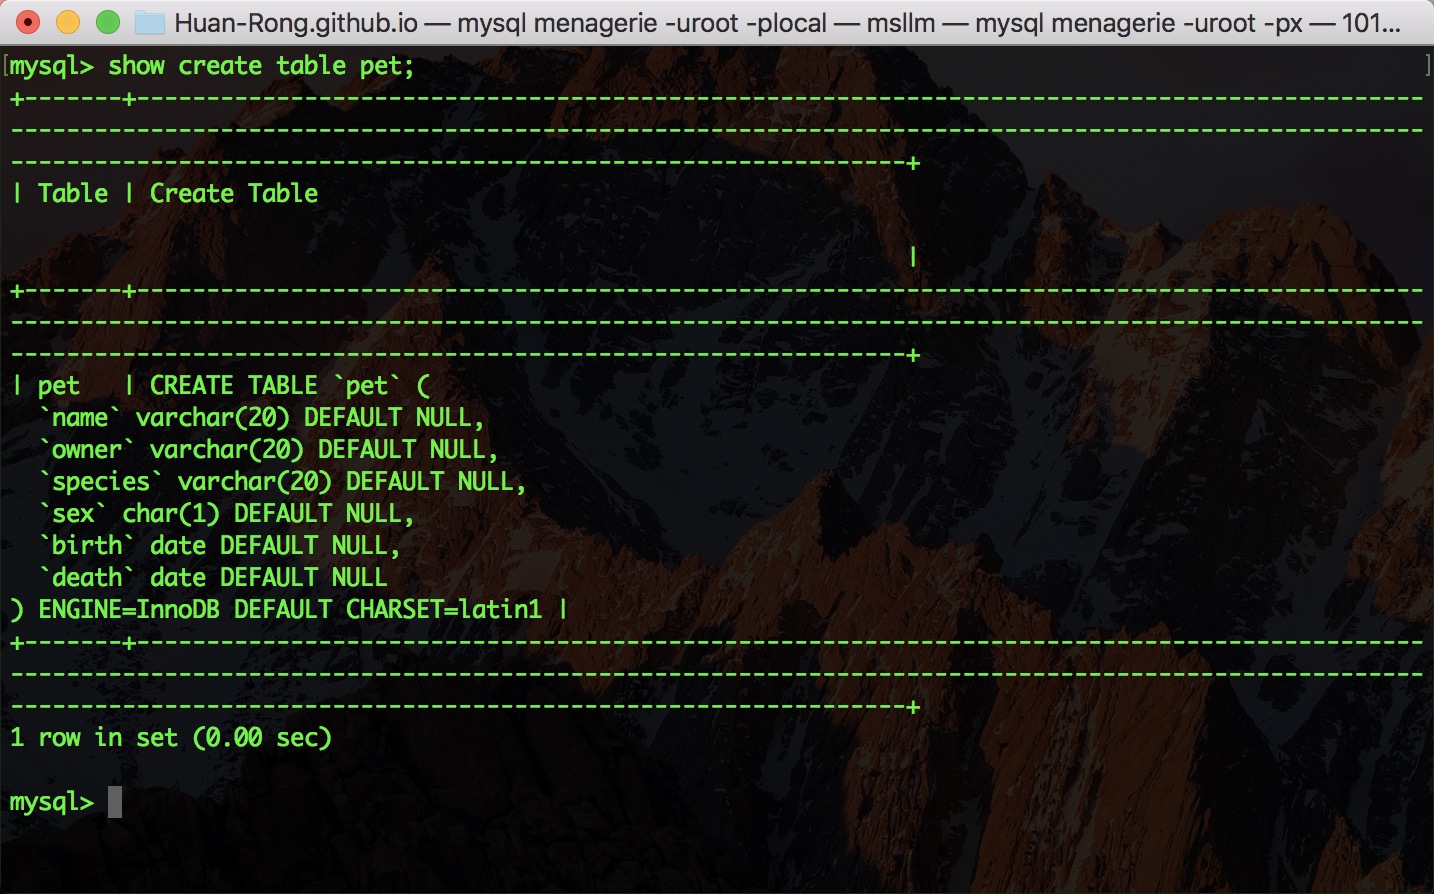 Huan-Rong.github.io — mysql menagerie -uroot -plocal — msllm — mysql menagerie -uroot -px — 101...
mysql> show create table pet;
+-------+--------------------------------------------------------------------------------------------
-----------------------------------------------------------------------------------------------------
----------------------------------------------------------------+
| Table | Create Table
|
+-------+--------------------------------------------------------------------------------------------
-----------------------------------------------------------------------------------------------------
----------------------------------------------------------------+
| pet   | CREATE TABLE `pet` (
  `name` varchar(20) DEFAULT NULL,
  `owner` varchar(20) DEFAULT NULL,
  `species` varchar(20) DEFAULT NULL,
  `sex` char(1) DEFAULT NULL,
  `birth` date DEFAULT NULL,
  `death` date DEFAULT NULL
) ENGINE=InnoDB DEFAULT CHARSET=latin1 |
+-------+--------------------------------------------------------------------------------------------
-----------------------------------------------------------------------------------------------------
----------------------------------------------------------------+
1 row in set (0.00 sec)
mysql>